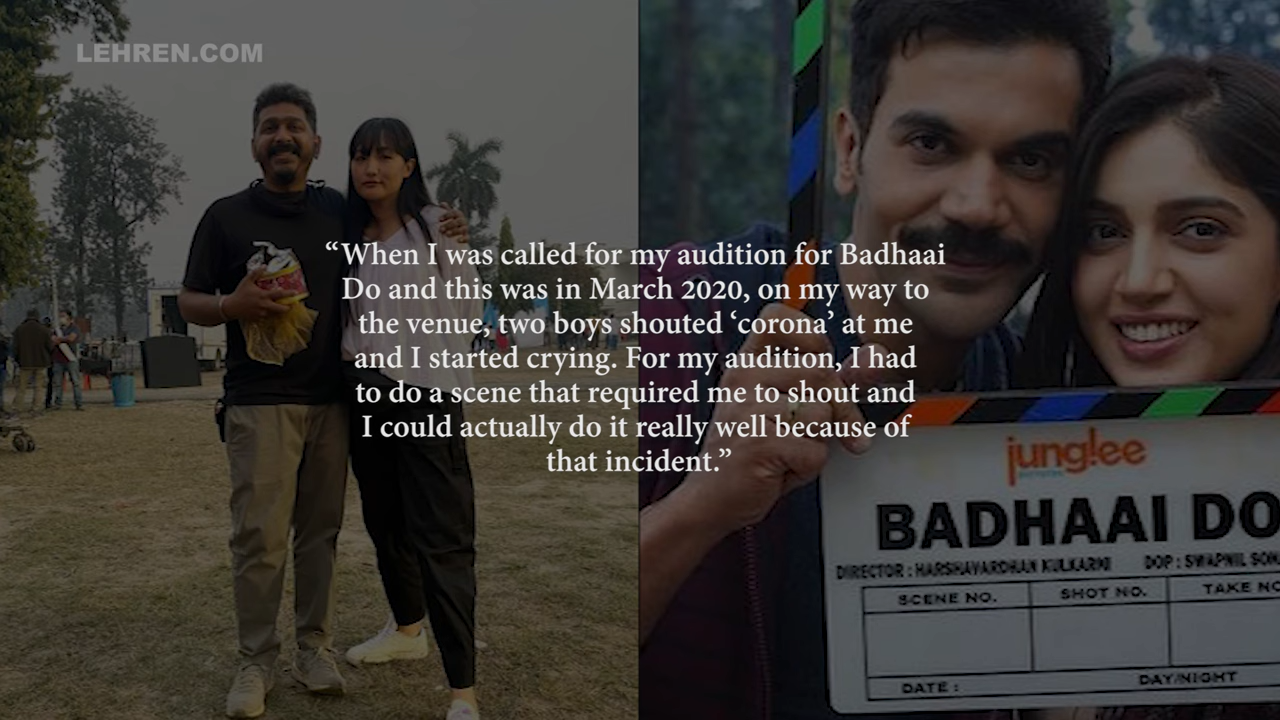 LEHREN.COM
“When I was called for my audition for Badhaai
Do and this was in March 2020, on my way to
the venue, two boys shouted ‘corona’ at me
and I started crying. For my audition, I had
to do a scene that required me to shout and
I could actually do it really well because of
that incident.”
junglee
BADHAAI DO
DIRECTOR : HARSHAVARDHAN KULKARNI DOP : SWAPNIL SON
SCENE NO. SHOT NO. TAKE NO
DATE : DAY/NIGHT